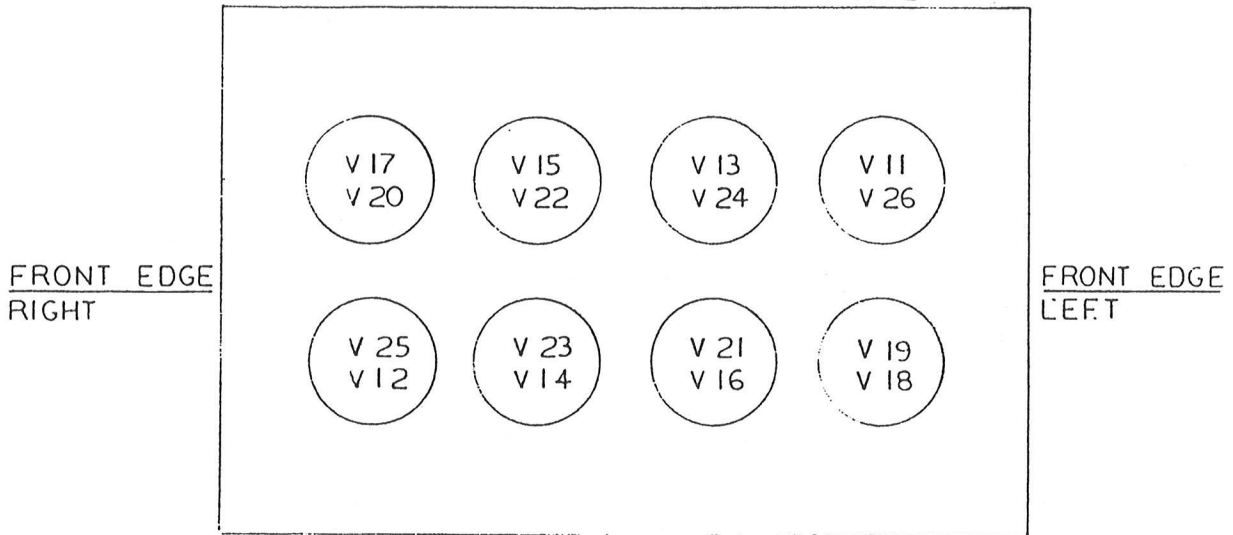 V 17
V 20
V 15
V 22
V 13
V 24
V 11
V 26
FRONT EDGE
RIGHT
FRONT EDGE
LEFT
V 25
V 12
V 23
V 14
V 21
V 16
V 19
V 18